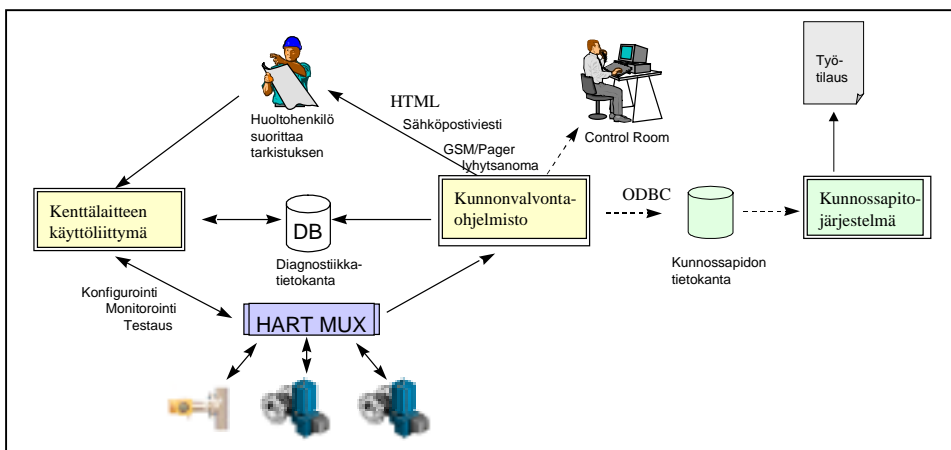 Työ-
tilaus
HTML
Huoltohenkilö
suorittaa
tarkistuksen
Sähköpostiviesti
Control Room
GSM/Pager
lyhytsanoma
Kenttälaitteen
käyttöliittymä
DB
Kunnonvalvonta-
ohjelmisto
ODBC
Kunnossapito-
järjestelmä
Diagnostiikka-
tietokanta
Kunnossapidon
tietokanta
Konfigurointi
Monitorointi
Testaus
HART MUX